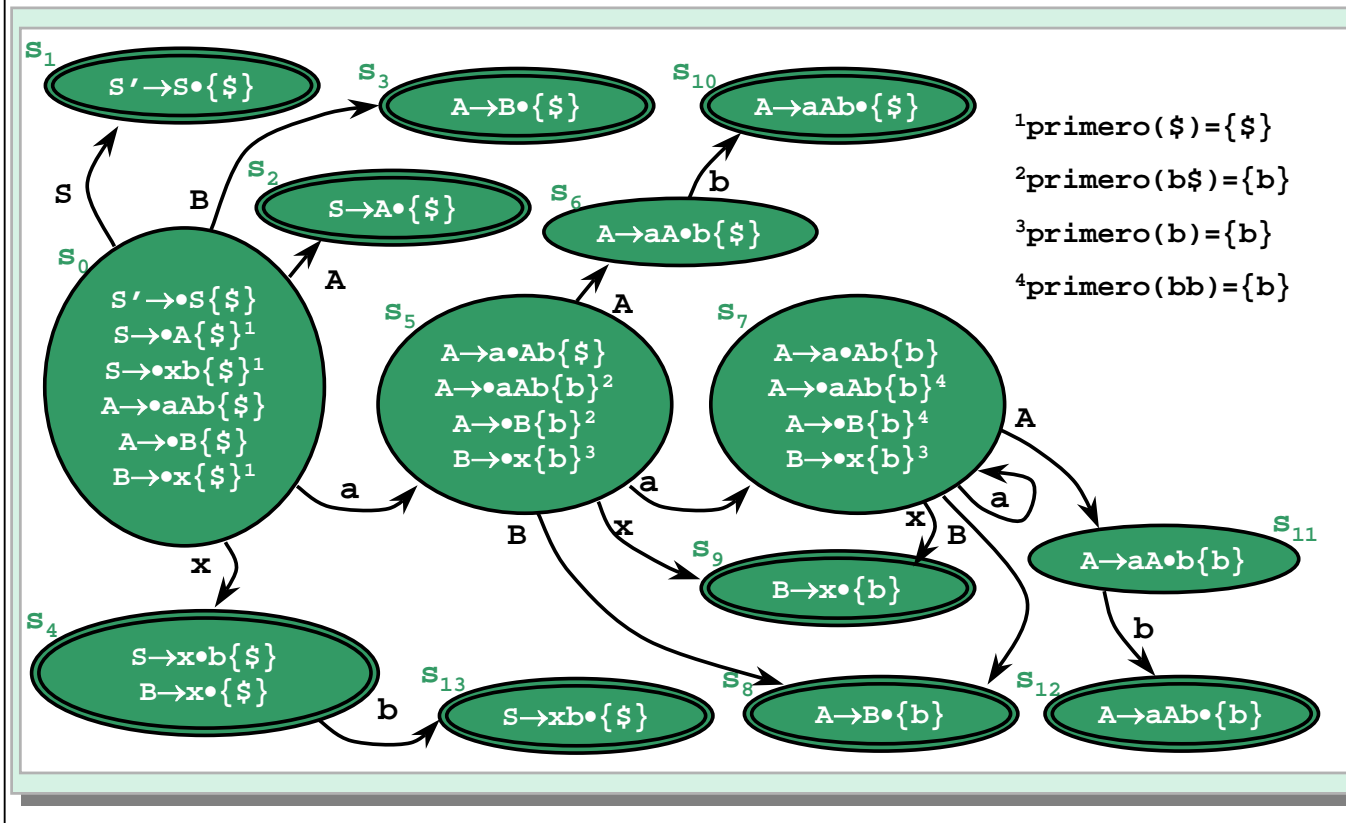 s₁
S'→S•{$}
S
s₃
A→B•{$}
B
s₂
S→A•{$}
A
s₁₀
A→aAb•{$}
b
s₆
A→aA•b{$}
A
¹primero($)={$}
²primero(b$)={b}
³primero(b)={b}
⁴primero(bb)={b}
s₀
S'→•S{$}
S→•A{$}¹
S→•xb{$}¹
A→•aAb{$}
A→•B{$}
B→•x{$}¹
a
x
s₅
A→a•Ab{$}
A→•aAb{b}²
A→•B{b}²
B→•x{b}³
a
x
B
s₇
A→a•Ab{b}
A→•aAb{b}⁴
A→•B{b}⁴
B→•x{b}³
A
a
x
B
s₉
B→x•{b}
s₁₁
A→aA•b{b}
b
s₄
S→x•b{$}
B→x•{$}
b
s₁₃
S→xb•{$}
s₈
A→B•{b}
s₁₂
A→aAb•{b}